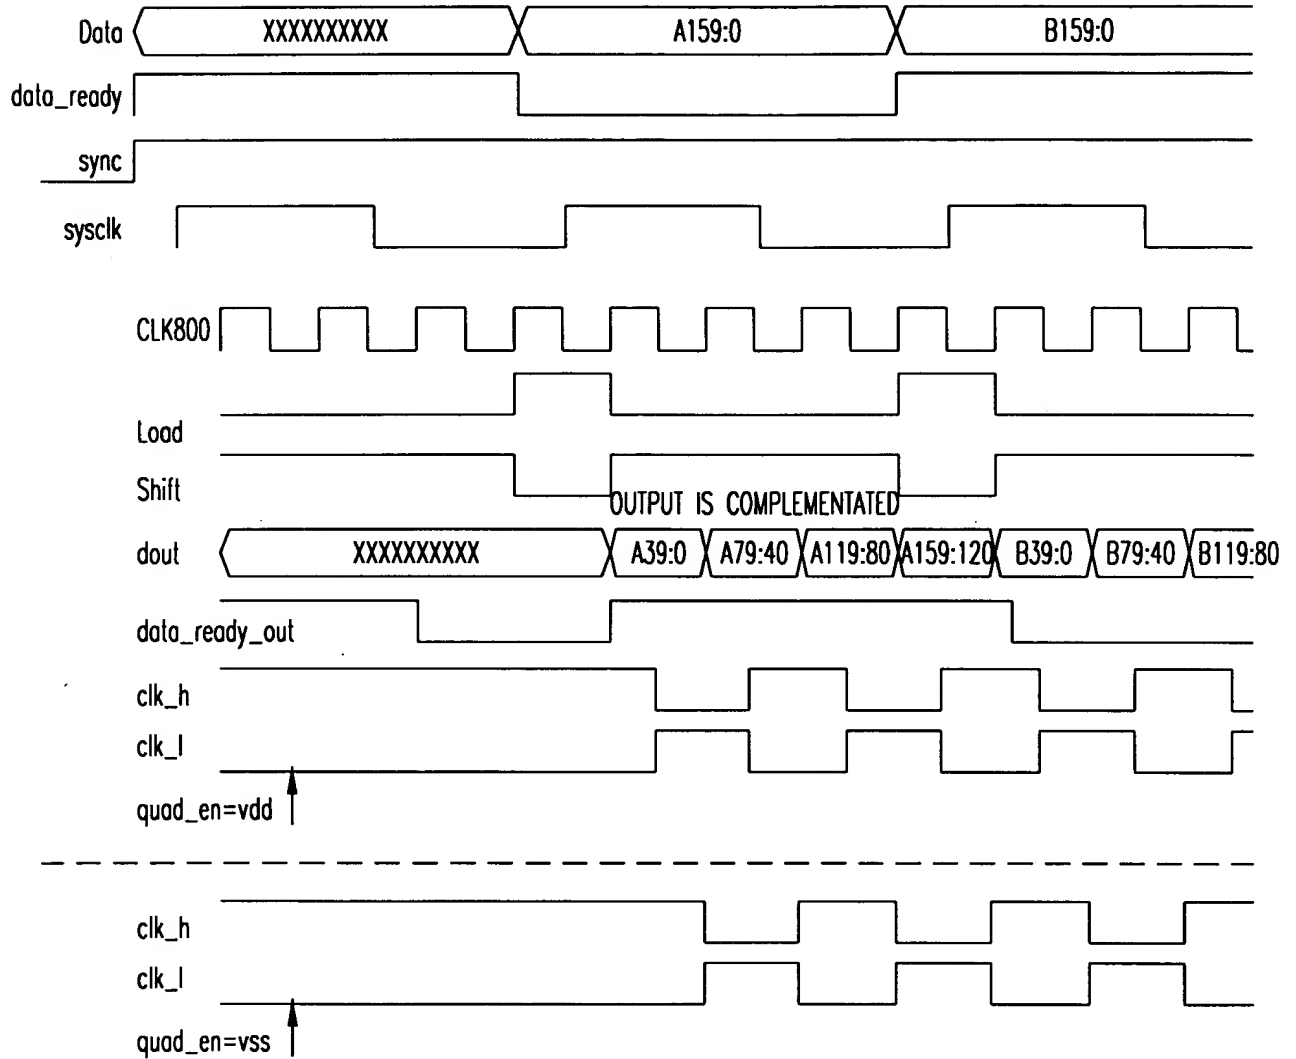 Data XXXXXXXXXX A159:0 B159:0
data_ready
sync
sysclk
CLK800
Load
Shift
OUTPUT IS COMPLEMENTATED
dout XXXXXXXXXX A39:0 A79:40 A119:80 A159:120 B39:0 B79:40 B119:80
data_ready_out
clk_h
clk_l
quad_en=vdd
clk_h
clk_l
quad_en=vss